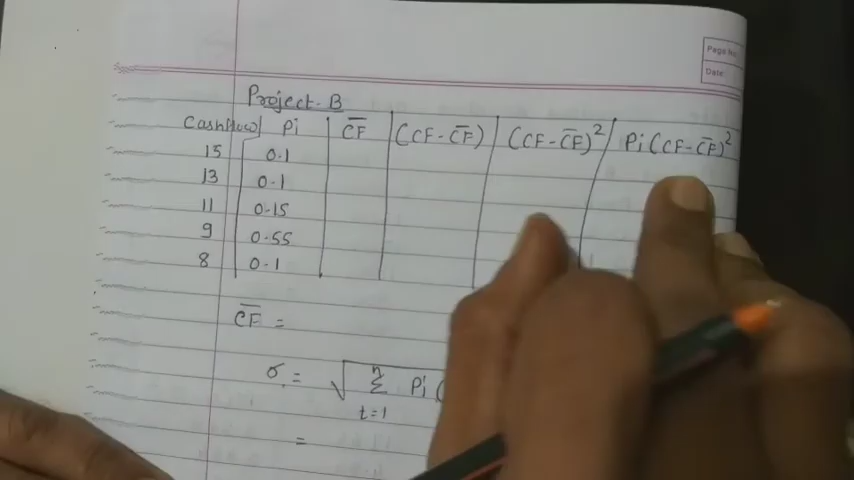 Page No
Date:
Project-B
Cashflow Pi C̅F̅ (CF-C̅F̅) (CF-C̅F̅)² Pi(CF-C̅F̅)²
15 0.1
13 0.1
11 0.15
9 0.55
8 0.1
C̅F̅ =
σ = √ n Σ t=1 Pi (
=